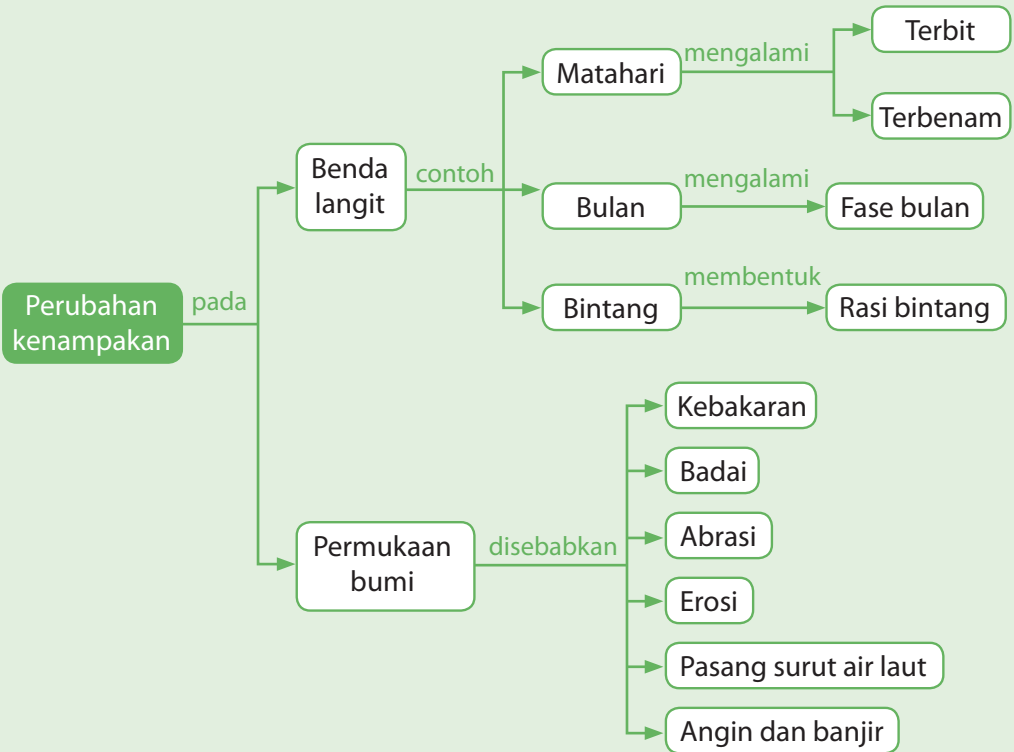 Perubahan
kenampakan
pada
Benda
langit
contoh
Matahari
mengalami
Terbit
Terbenam
Bulan
mengalami
Fase bulan
Bintang
membentuk
Rasi bintang
Permukaan
bumi
disebabkan
Kebakaran
Badai
Abrasi
Erosi
Pasang surut air laut
Angin dan banjir